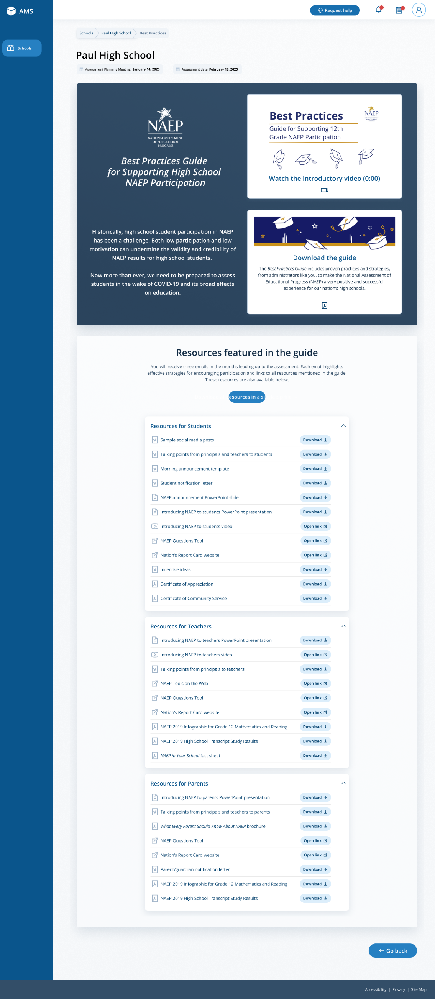 AMS
Request help
Schools
Schools
Paul High School
Best Practices
Paul High School
Assessment Planning Meeting: January 14, 2025
Assessment date: February 18, 2025
NAEP
NATIONAL ASSESSMENT
OF EDUCATIONAL
PROGRESS
Best Practices Guide
for Supporting High School
NAEP Participation
Historically, high school student participation in NAEP
has been a challenge. Both low participation and low
motivation can undermine the validity and credibility of
NAEP results for high school students.
Now more than ever, we need to be prepared to assess
students in the wake of COVID-19 and its broad effects
on education.
Best Practices
NAEP
NATIONAL ASSESSMENT
OF EDUCATIONAL
PROGRESS
Guide for Supporting 12th
Grade NAEP Participation
Watch the introductory video (0:00)
Download the guide
The Best Practices Guide includes proven practices and strategies,
from administrators like you, to make the National Assessment of
Educational Progress (NAEP) a very positive and successful
experience for our nation's high schools.
Resources featured in the guide
You will receive three emails in the months leading up to the assessment. Each email highlights
effective strategies for encouraging participation and links to all resources mentioned in the guide.
These resources are also available below.
esources in a si
Resources for Students
Sample social media posts Download
Talking points from principals and teachers to students Download
Morning announcement template Download
Student notification letter Download
NAEP announcement PowerPoint slide Download
Introducing NAEP to students PowerPoint presentation Download
Introducing NAEP to students video Open link
NAEP Questions Tool Open link
Nation's Report Card website Open link
Incentive ideas Download
Certificate of Appreciation Download
Certificate of Community Service Download
Resources for Teachers
Introducing NAEP to teachers PowerPoint presentation Download
Introducing NAEP to teachers video Open link
Talking points from principals to teachers Download
NAEP Tools on the Web Open link
NAEP Questions Tool Open link
Nation's Report Card website Open link
NAEP 2019 Infographic for Grade 12 Mathematics and Reading Download
NAEP 2019 High School Transcript Study Results Download
NAEP in Your School fact sheet Download
Resources for Parents
Introducing NAEP to parents PowerPoint presentation Download
Talking points from principals and teachers to parents Download
What Every Parent Should Know About NAEP brochure Download
NAEP Questions Tool Open link
Nation's Report Card website Open link
Parent/guardian notification letter Download
NAEP 2019 Infographic for Grade 12 Mathematics and Reading Download
NAEP 2019 High School Transcript Study Results Download
Go back
Accessibility | Privacy | Site Map